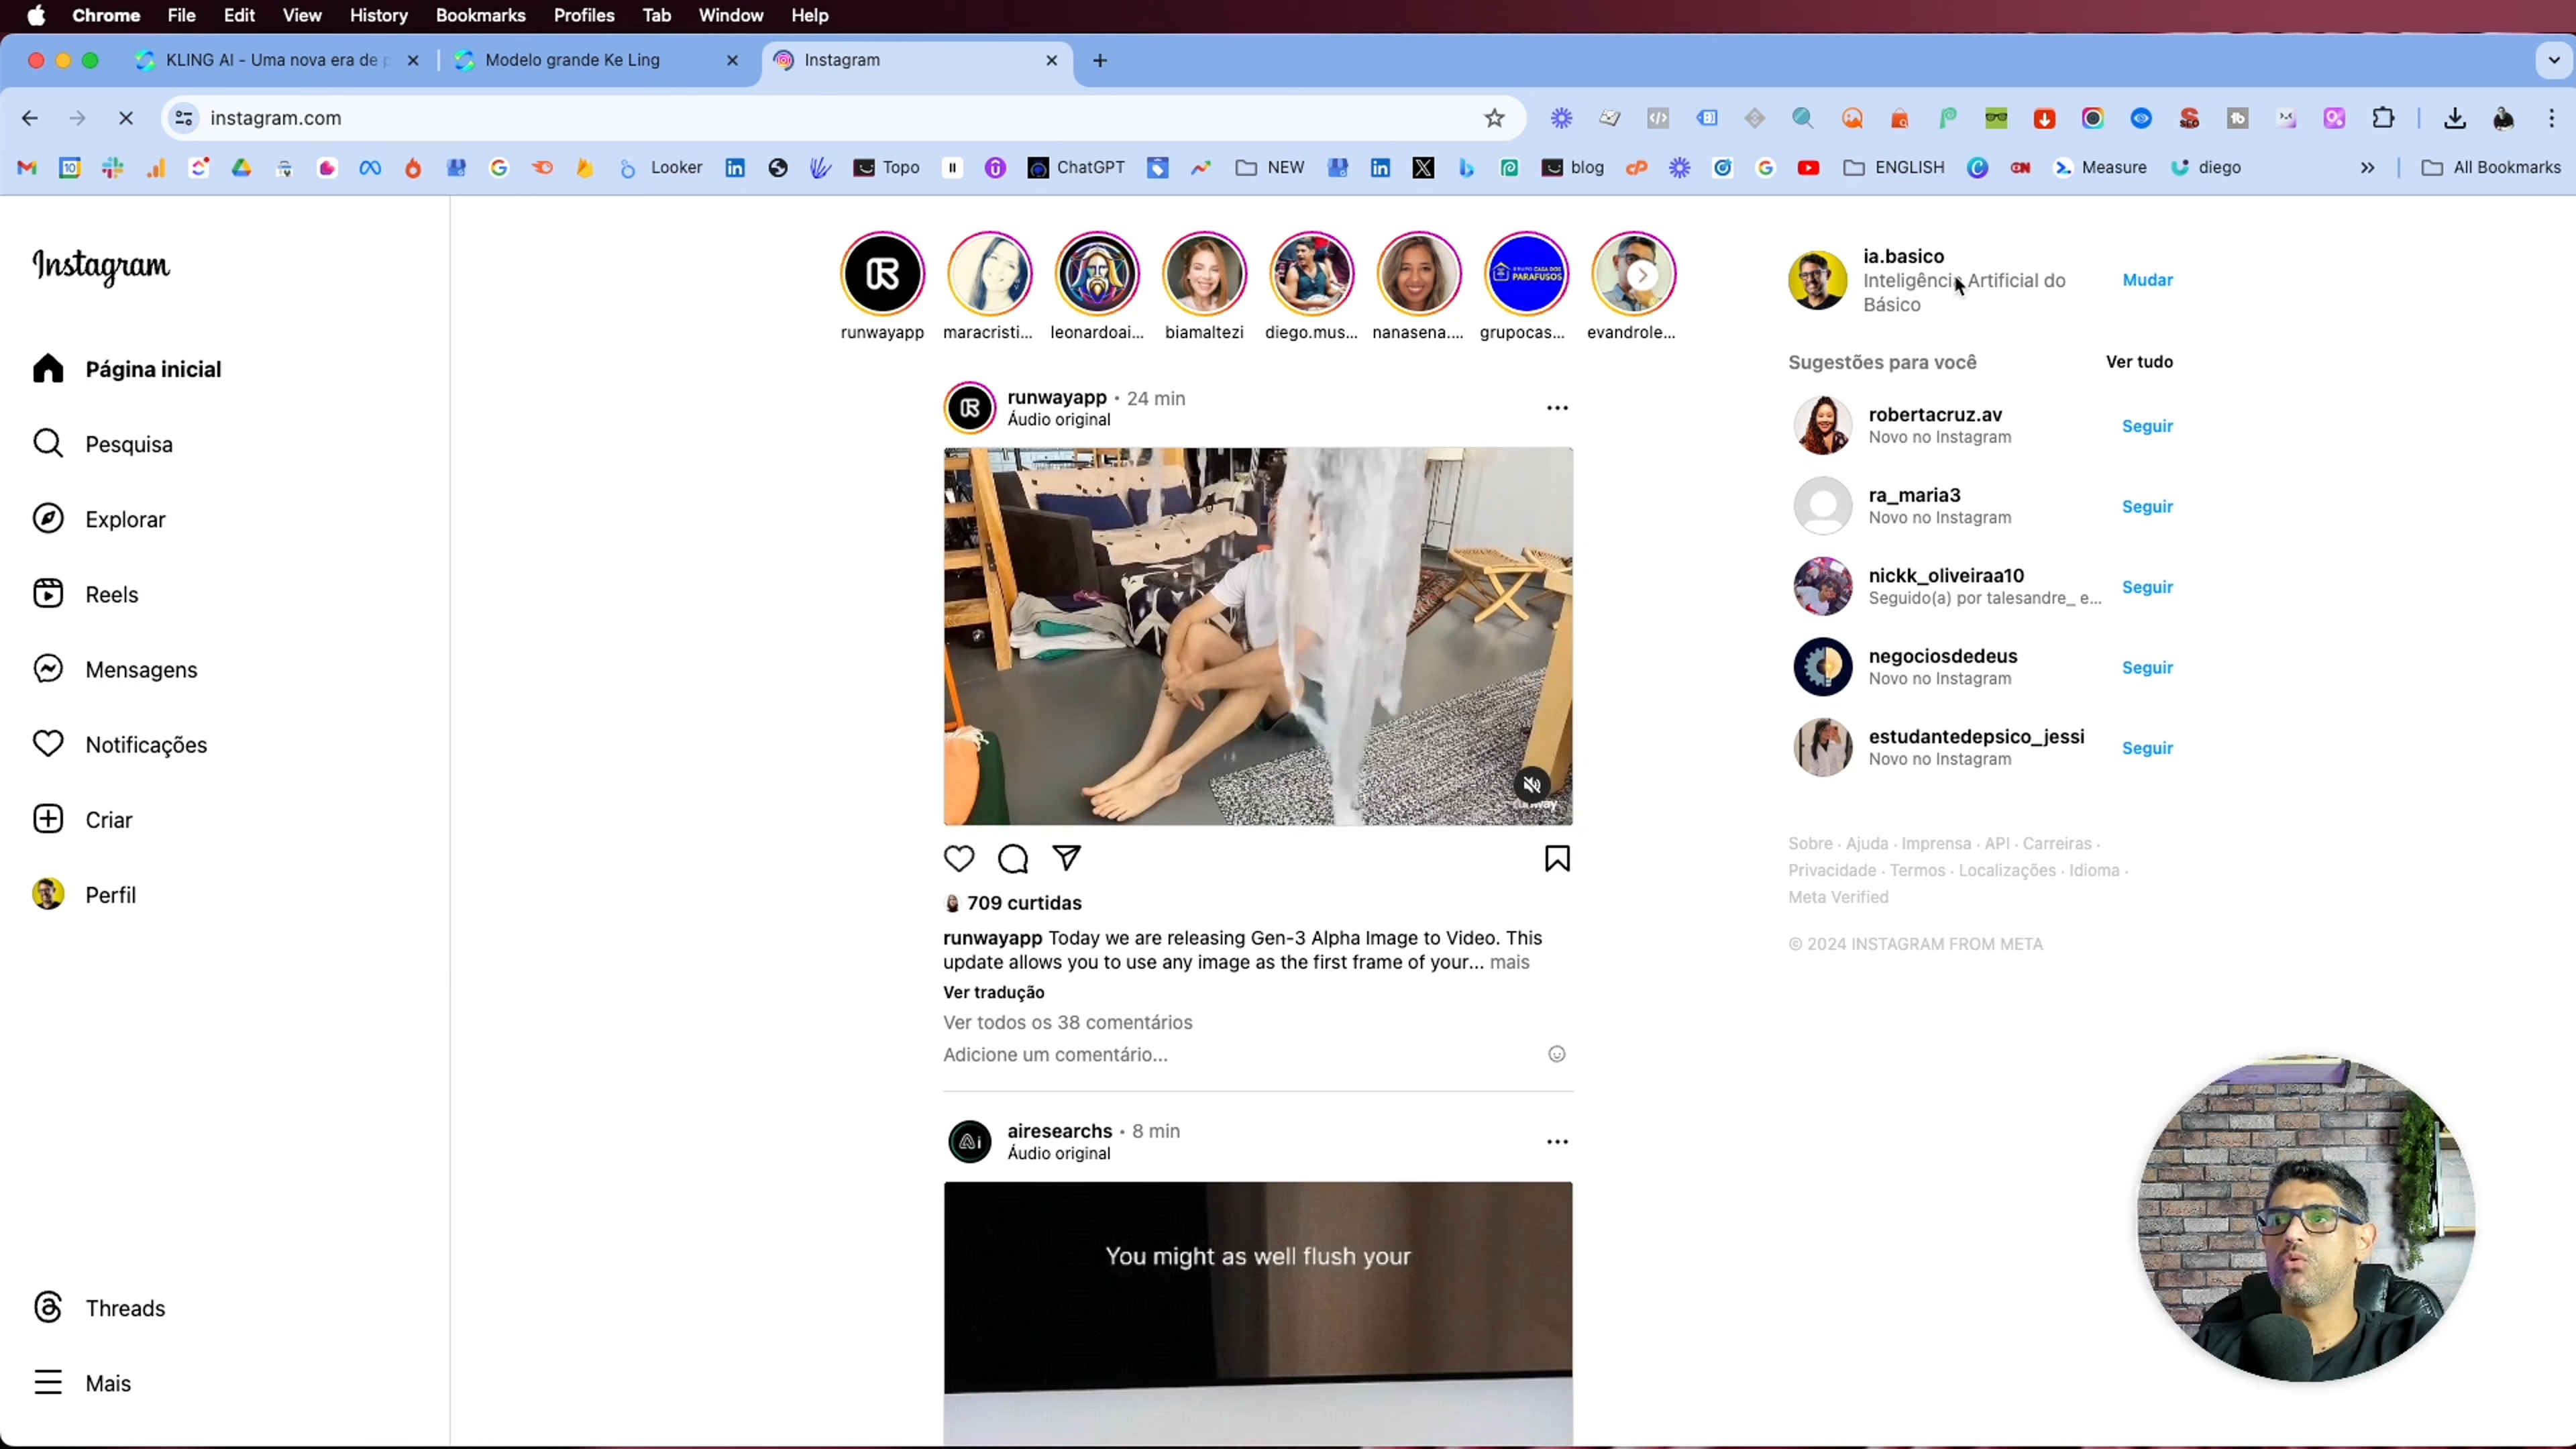 Chrome File Edit View History Bookmarks Profiles Tab Window Help
KLING AI - Uma nova era de p
Modelo grande Ke Ling
Instagram
instagram.com
Looker
Topo
ChatGPT
NEW
blog
ENGLISH
Measure
diego
All Bookmarks
Instagram
Página inicial
Pesquisa
Explorar
Reels
Mensagens
Notificações
Criar
Perfil
Threads
Mais
runwayapp
maracristi...
leonardoai...
biamaltezi
diego.mus...
nanasena....
GRUPO CASA DOS
PARAFUSOS
grupocas...
evandrole...
runwayapp • 24 min
Áudio original
709 curtidas
runwayapp Today we are releasing Gen-3 Alpha Image to Video. This
update allows you to use any image as the first frame of your... mais
Ver tradução
Ver todos os 38 comentários
Adicione um comentário...
airesearchs • 8 min
Áudio original
You might as well flush your
ia.basico
Inteligência Artificial do
Básico
Mudar
Sugestões para você
Ver tudo
robertacruz.av
Novo no Instagram
Seguir
ra_maria3
Novo no Instagram
Seguir
nickk_oliveiraa10
Seguido(a) por talesandre_ e...
Seguir
negociosdedeus
Novo no Instagram
Seguir
estudantedepsico_jessi
Novo no Instagram
Seguir
Sobre · Ajuda · Imprensa · API · Carreiras ·
Privacidade · Termos · Localizações · Idioma ·
Meta Verified
© 2024 INSTAGRAM FROM META